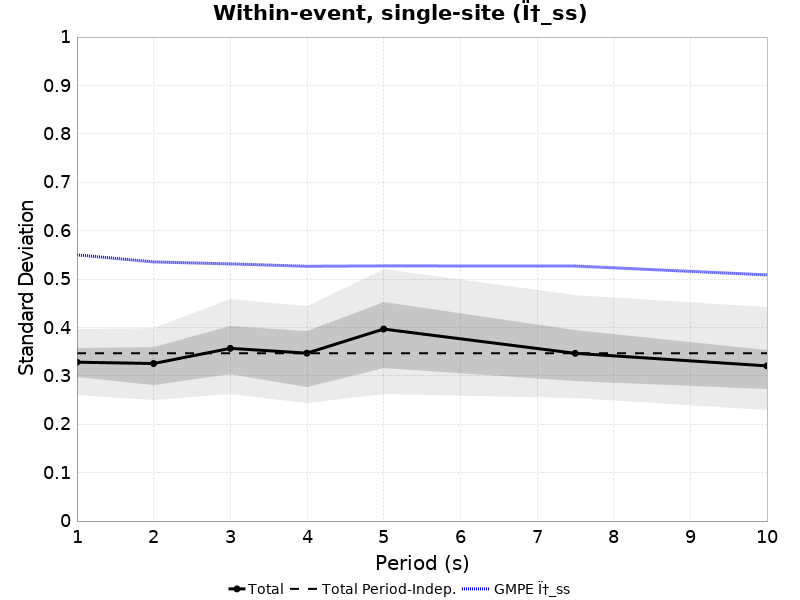 Within-event, single-site (Ï†_ss)
1
0.9
0.8
0.7
0.6
0.5
0.4
0.3
0.2
0.1
0
Standard Deviation
1 2 3 4 5 6 7 8 9 10
Period (s)
Total Total Period-Indep. GMPE Ï†_ss